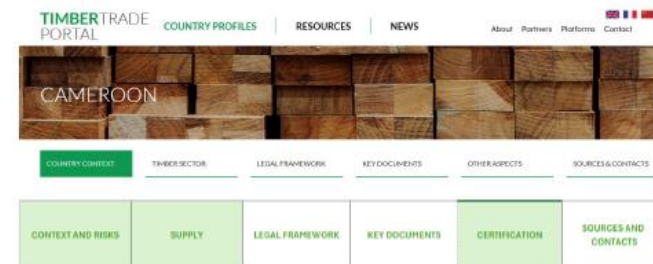 TIMBERTRADE
PORTAL
COUNTRY PROFILES
RESOURCES
NEWS
About Partners Platforms Contact
CAMEROON
COUNTRY CONTEXT
TIMBER SECTOR
LEGAL FRAMEWORK
KEY DOCUMENTS
OTHER ASPECTS
SOURCES & CONTACTS
CONTEXT AND RISKS
SUPPLY
LEGAL FRAMEWORK
KEY DOCUMENTS
CERTIFICATION
SOURCES AND
CONTACTS